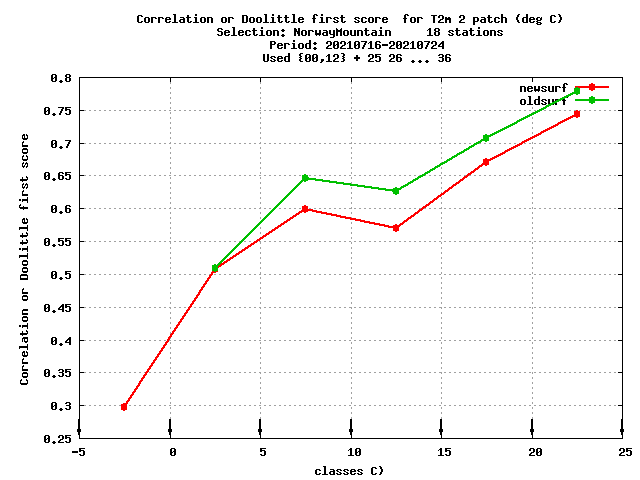 Correlation or Doolittle first score  for T2m 2 patch (deg C)
Selection: NorwayMountain     18 stations
Period: 20210716-20210724
Used {00,12} + 25 26 ... 36
newsurf
oldsurf
Correlation or Doolittle first score
0.8
0.75
0.7
0.65
0.6
0.55
0.5
0.45
0.4
0.35
0.3
0.25
-5 0 5 10 15 20 25
classes C)